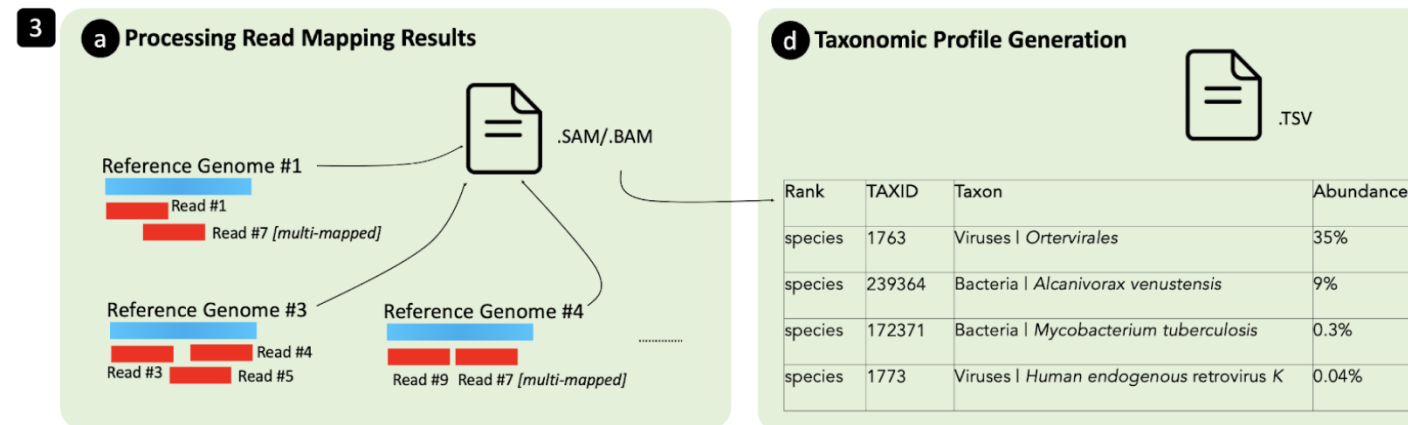 3
a Processing Read Mapping Results
.SAM/.BAM
Reference Genome #1
Read #1
Read #7 [multi-mapped]
Reference Genome #3
Read #4
Read #3
Read #5
Reference Genome #4
Read #9 Read #7 [multi-mapped]
.............
d Taxonomic Profile Generation
.TSV
Rank TAXID Taxon Abundance
species 1763 Viruses | Ortervirales 35%
species 239364 Bacteria | Alcanivorax venustensis 9%
species 172371 Bacteria | Mycobacterium tuberculosis 0.3%
species 1773 Viruses | Human endogenous retrovirus K 0.04%